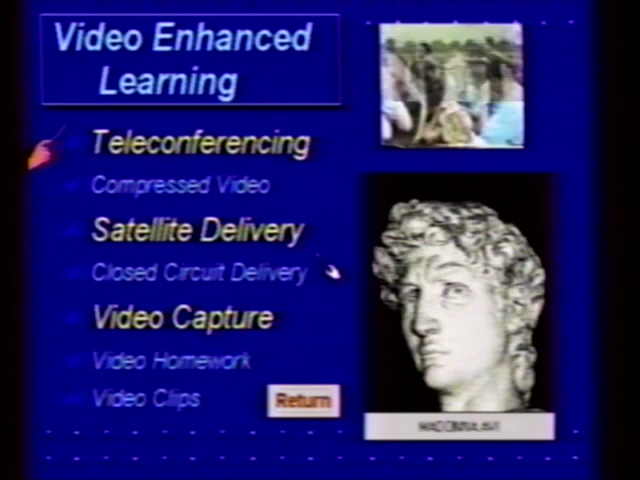 Video Enhanced
Learning
Teleconferencing
Compressed Video
Satellite Delivery
Closed Circuit Delivery
Video Capture
Video Homework
Video Clips
Return